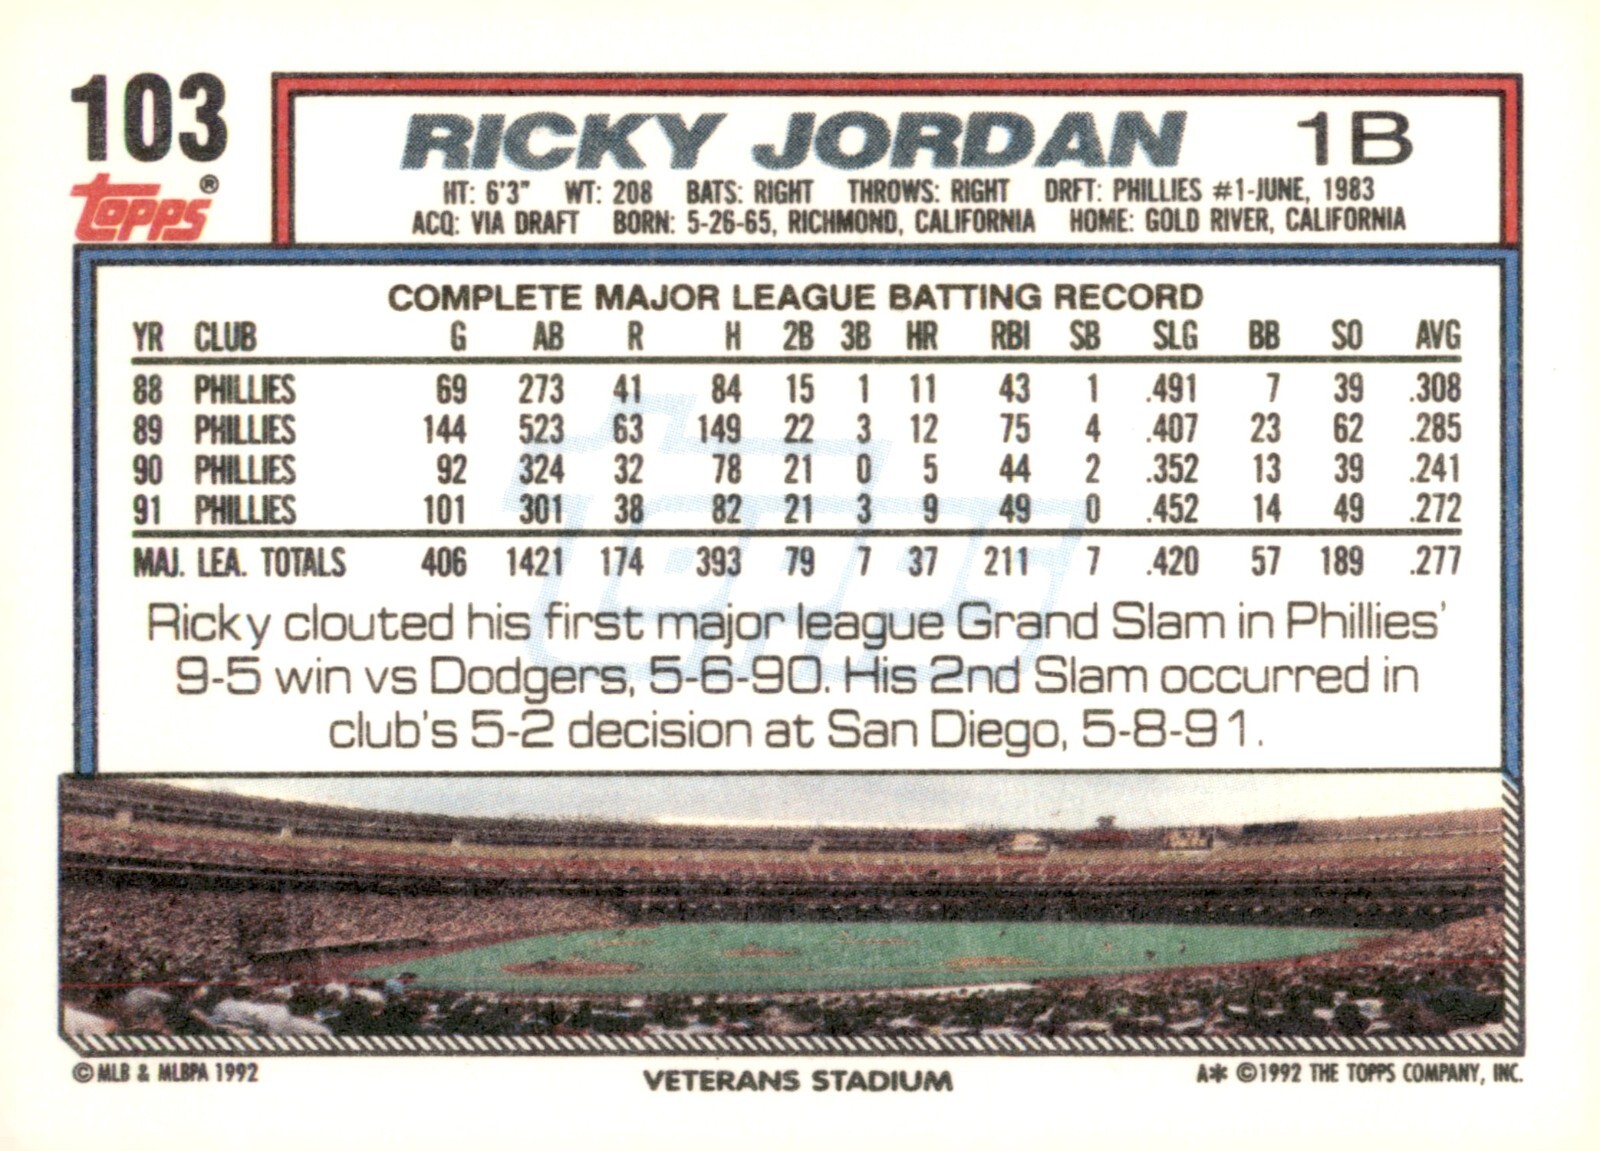 103
RICKY JORDAN 1B
topps®
HT: 6'3" WT: 208 BATS: RIGHT THROWS: RIGHT DRFT: PHILLIES #1-JUNE, 1983
ACQ: VIA DRAFT BORN: 5-26-65, RICHMOND, CALIFORNIA HOME: GOLD RIVER, CALIFORNIA
COMPLETE MAJOR LEAGUE BATTING RECORD
YR CLUB G AB R H 2B 3B HR RBI SB SLG BB SO AVG
88 PHILLIES 69 273 41 84 15 1 11 43 1 .491 7 39 .308
89 PHILLIES 144 523 63 149 22 3 12 75 4 .407 23 62 .285
90 PHILLIES 92 324 32 78 21 0 5 44 2 .352 13 39 .241
91 PHILLIES 101 301 38 82 21 3 9 49 0 .452 14 49 .272
MAJ. LEA. TOTALS 406 1421 174 393 79 7 37 211 7 .420 57 189 .277
Ricky clouted his first major league Grand Slam in Phillies'
9-5 win vs Dodgers, 5-6-90. His 2nd Slam occurred in
club's 5-2 decision at San Diego, 5-8-91.
© MLB & MLBPA 1992
VETERANS STADIUM
A* ©1992 THE TOPPS COMPANY, INC.